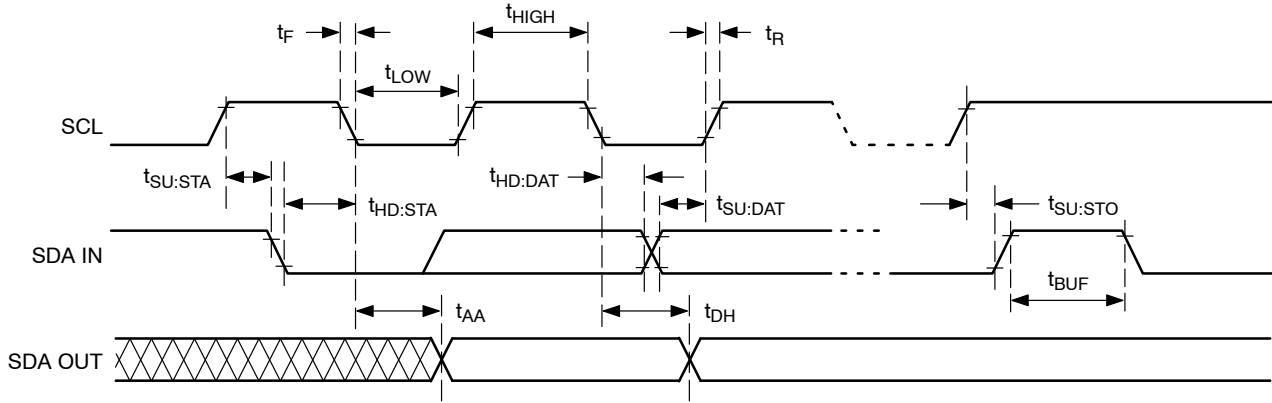 tF
tHIGH
tR
tLOW
SCL
tSU:STA
tHD:STA
tHD:DAT
tSU:DAT
tSU:STO
SDA IN
tBUF
tAA
tDH
SDA OUT